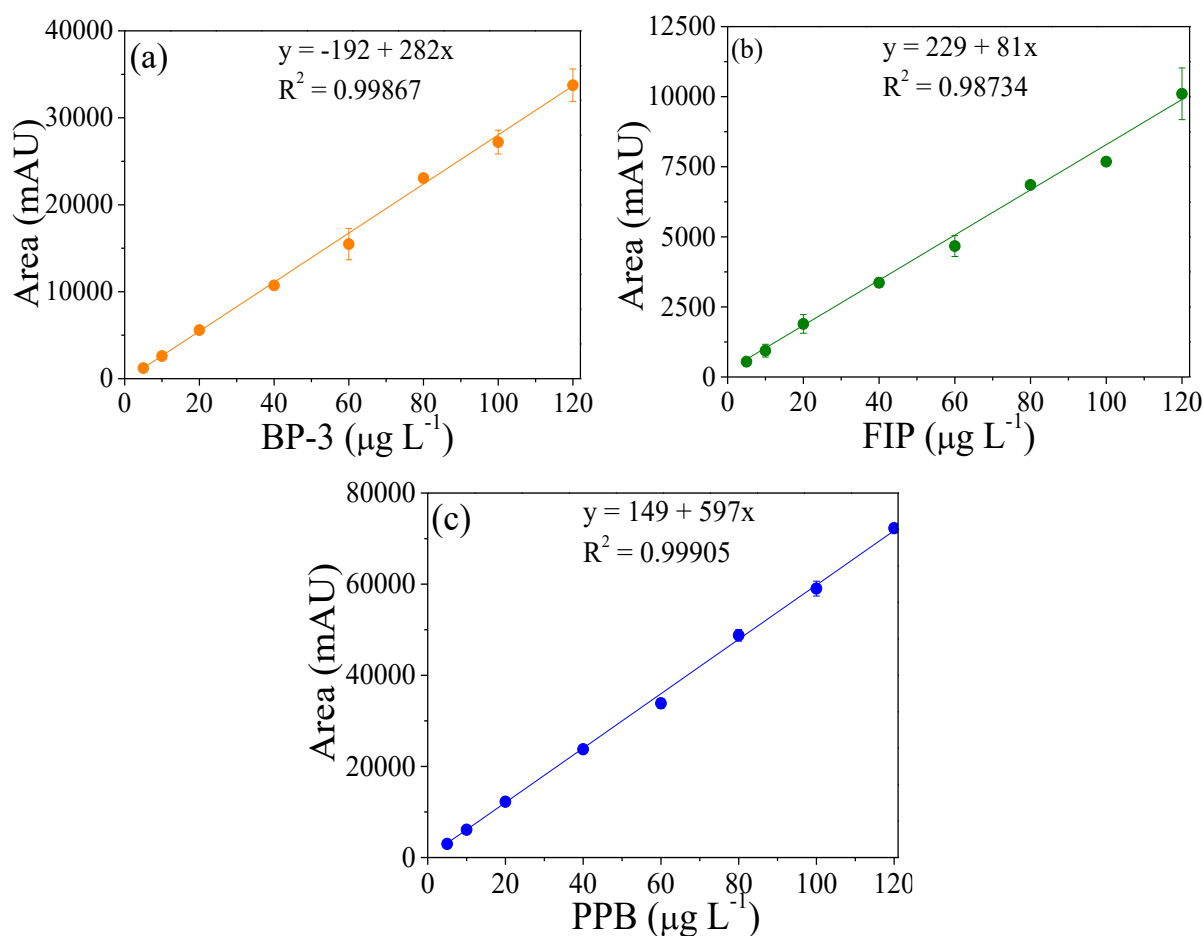 (a)
y = -192 + 282x
R² = 0.99867
40000
30000
20000
10000
0
Area (mAU)
0 20 40 60 80 100 120
BP-3 (μg L⁻¹)
(b)
y = 229 + 81x
R² = 0.98734
12500
10000
7500
5000
2500
0
Area (mAU)
0 20 40 60 80 100 120
FIP (μg L⁻¹)
(c)
y = 149 + 597x
R² = 0.99905
80000
60000
40000
20000
0
Area (mAU)
0 20 40 60 80 100 120
PPB (μg L⁻¹)